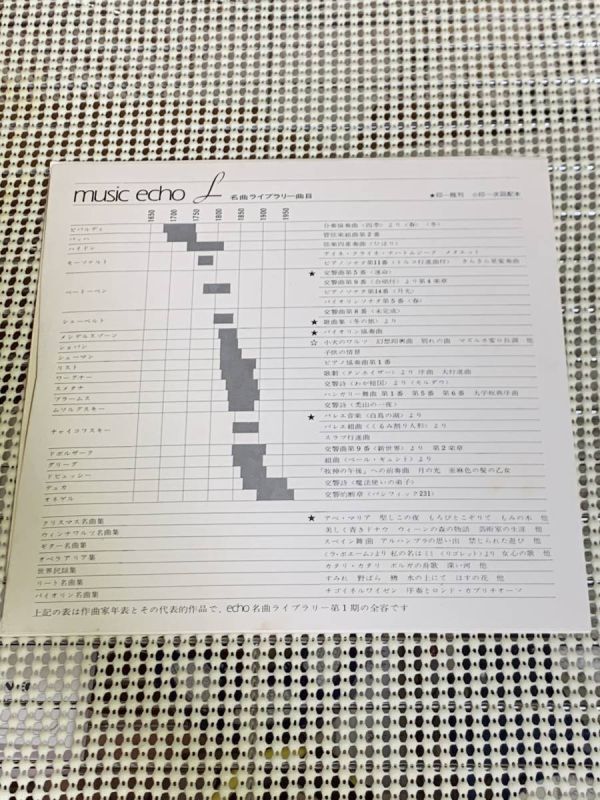 music echo L 名曲ライブラリー曲目 ★印—既刊 ☆印—次回配本
1650 1700 1750 1800 1850 1900 1950
ビバルディ 合奏協奏曲〈四季〉より〈春〉〈冬〉
バッハ 管弦楽組曲第2番
ハイドン 弦楽四重奏曲〈ひばり〉
アイネ・クライネ・ナハトムジーク メヌエット
モーツァルト ピアノソナタ第11番〈トルコ行進曲付〉 きらきら星変奏曲
★ 交響曲第5番〈運命〉
交響曲第9番〈合唱付〉より第4楽章
ベートーベン ピアノソナタ第14番〈月光〉
バイオリンソナタ第5番〈春〉
交響曲第8番〈未完成〉
シューベルト ★ 歌曲集〈冬の旅〉より
メンデルスゾーン ★ バイオリン協奏曲
ショパン ☆ 小犬のワルツ 幻想即興曲 別れの曲 マズルカ変ロ長調 他
シューマン 子供の情景
リスト ピアノ協奏曲第1番
ワーグナー 歌劇〈タンホイザー〉より 序曲 大行進曲
スメタナ 交響詩〈わが祖国〉より〈モルダウ〉
ブラームス ハンガリー舞曲 第1番 第5番 第6番 大学祝典序曲
ムソルグスキー 交響詩〈禿山の一夜〉
★ バレエ音楽〈白鳥の湖〉より
チャイコフスキー バレエ組曲〈くるみ割り人形〉より
スラブ行進曲
ドボルザーク 交響曲第9番〈新世界〉より 第2楽章
グリーグ 組曲〈ペール・ギュント〉より
ドビュッシー 「牧神の午後」への前奏曲 月の光 亜麻色の髪の乙女
デュカ 交響詩〈魔法使いの弟子〉
オネゲル 交響的断章〈パシフィック231〉
クリスマス名曲集 ★ アベ・マリア 聖しこの夜 もろびとこぞりて もみの木 他
ウィンナワルツ名曲集 美しく青きドナウ ウィーンの森の物語 芸術家の生涯 他
ギター名曲集 スペイン舞曲 アルハンブラの思い出 禁じられた遊び 他
オペラアリア集 〈ラ・ボエーム〉より 私の名はミミ 〈リゴレット〉より 女心の歌 他
世界民謡集 カタリ・カタリ ボルガの舟歌 深い河 他
リート名曲集 すみれ 野ばら 鱒 水の上にて はすの花 他
バイオリン名曲集 チゴイネルワイゼン 序奏とロンド・カプリチオーソ
上記の表は作曲家年表とその代表的作品で、echo名曲ライブラリー第1期の全容です